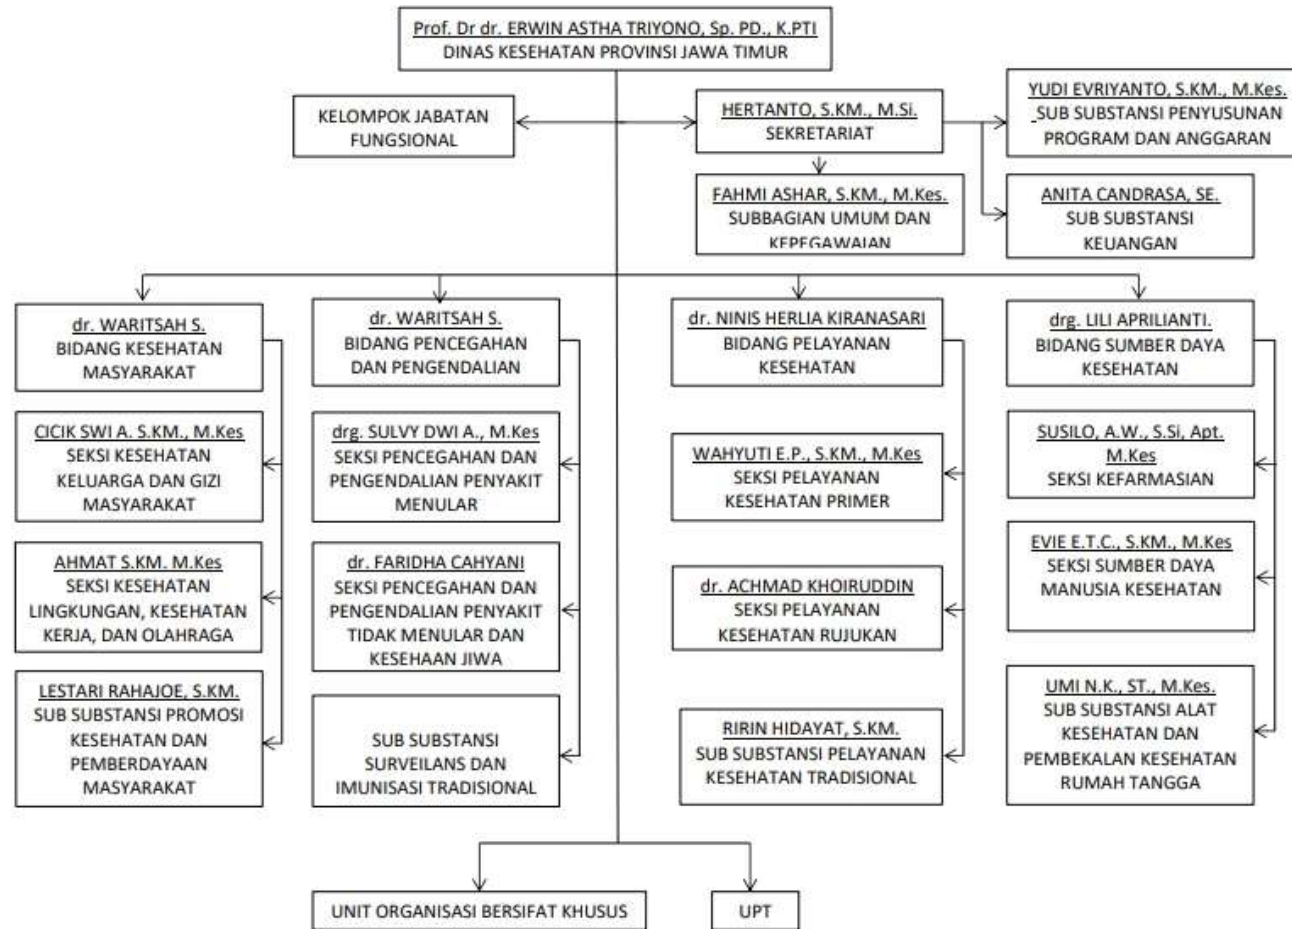 Prof. Dr dr. ERWIN ASTHA TRIYONO, Sp. PD., K.PTI
DINAS KESEHATAN PROVINSI JAWA TIMUR
KELOMPOK JABATAN
FUNGSIONAL
HERTANTO, S.KM., M.Si.
SEKRETARIAT
YUDI EVRIYANTO, S.KM., M.Kes.
SUB SUBSTANSI PENYUSUNAN
PROGRAM DAN ANGGARAN
FAHMI ASHAR, S.KM., M.Kes.
SUBBAGIAN UMUM DAN
KEPEGAWAIAN
ANITA CANDRASA, SE.
SUB SUBSTANSI
KEUANGAN
dr. WARITSAH S.
BIDANG KESEHATAN
MASYARAKAT
dr. WARITSAH S.
BIDANG PENCEGAHAN
DAN PENGENDALIAN
dr. NINIS HERLIA KIRANASARI
BIDANG PELAYANAN
KESEHATAN
drg. LILI APRILIANTI.
BIDANG SUMBER DAYA
KESEHATAN
CICIK SWI A. S.KM., M.Kes
SEKSI KESEHATAN
KELUARGA DAN GIZI
MASYARAKAT
drg. SULVY DWI A., M.Kes
SEKSI PENCEGAHAN DAN
PENGENDALIAN PENYAKIT
MENULAR
WAHYUTI E.P., S.KM., M.Kes
SEKSI PELAYANAN
KESEHATAN PRIMER
SUSILO, A.W., S.Si, Apt.
M.Kes
SEKSI KEFARMASIAN
AHMAT S.KM. M.Kes
SEKSI KESEHATAN
LINGKUNGAN, KESEHATAN
KERJA, DAN OLAHRAGA
dr. FARIDHA CAHYANI
SEKSI PENCEGAHAN DAN
PENGENDALIAN PENYAKIT
TIDAK MENULAR DAN
KESEHAAN JIWA
dr. ACHMAD KHOIRUDDIN
SEKSI PELAYANAN
KESEHATAN RUJUKAN
EVIE E.T.C., S.KM., M.Kes
SEKSI SUMBER DAYA
MANUSIA KESEHATAN
LESTARI RAHAJOE, S.KM.
SUB SUBSTANSI PROMOSI
KESEHATAN DAN
PEMBERDAYAAN
MASYARAKAT
SUB SUBSTANSI
SURVEILANS DAN
IMUNISASI TRADISIONAL
RIRIN HIDAYAT, S.KM.
SUB SUBSTANSI PELAYANAN
KESEHATAN TRADISIONAL
UMI N.K., ST., M.Kes.
SUB SUBSTANSI ALAT
KESEHATAN DAN
PEMBEKALAN KESEHATAN
RUMAH TANGGA
UNIT ORGANISASI BERSIFAT KHUSUS
UPT